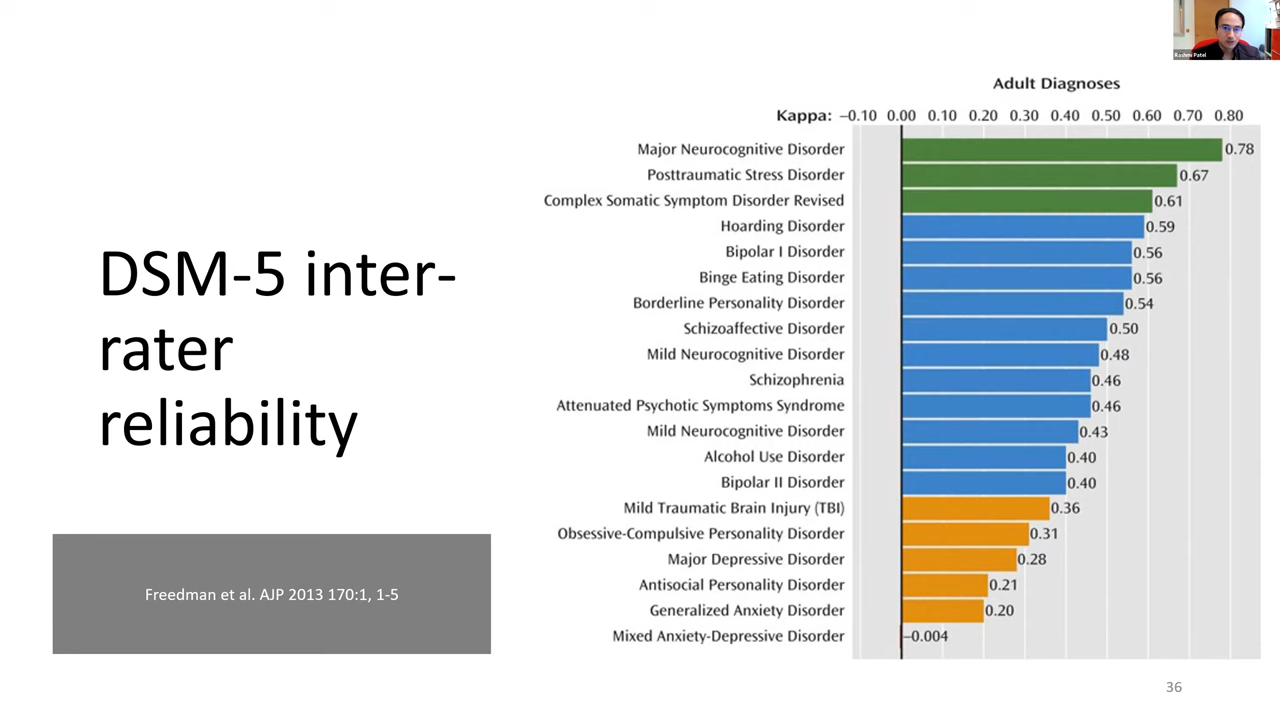 Rashmi Patel
Adult Diagnoses
Kappa: –0.10 0.00 0.10 0.20 0.30 0.40 0.50 0.60 0.70 0.80
Major Neurocognitive Disorder 0.78
Posttraumatic Stress Disorder 0.67
Complex Somatic Symptom Disorder Revised 0.61
Hoarding Disorder 0.59
Bipolar I Disorder 0.56
Binge Eating Disorder 0.56
Borderline Personality Disorder 0.54
Schizoaffective Disorder 0.50
Mild Neurocognitive Disorder 0.48
Schizophrenia 0.46
Attenuated Psychotic Symptoms Syndrome 0.46
Mild Neurocognitive Disorder 0.43
Alcohol Use Disorder 0.40
Bipolar II Disorder 0.40
Mild Traumatic Brain Injury (TBI) 0.36
Obsessive-Compulsive Personality Disorder 0.31
Major Depressive Disorder 0.28
Antisocial Personality Disorder 0.21
Generalized Anxiety Disorder 0.20
Mixed Anxiety-Depressive Disorder –0.004
DSM-5 inter-
rater
reliability
Freedman et al. AJP 2013 170:1, 1-5
36